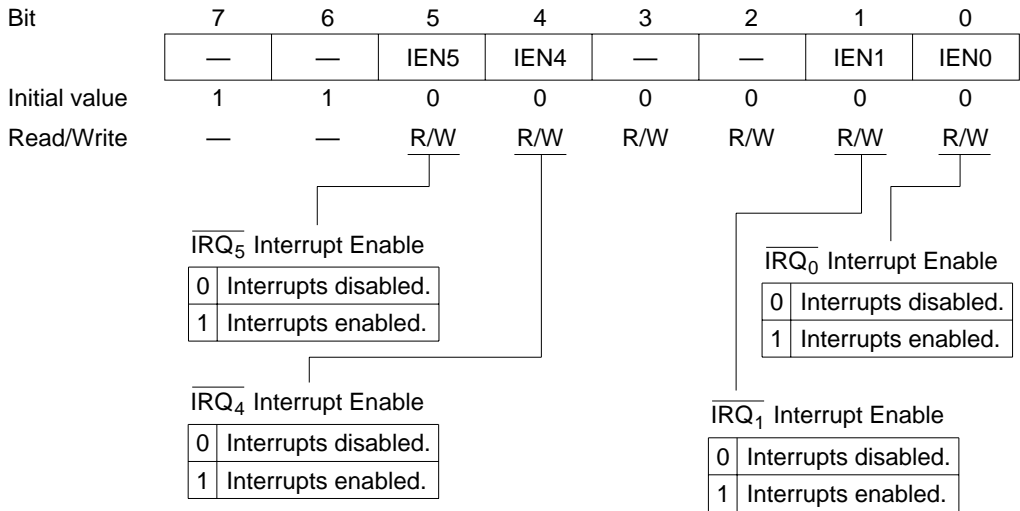 Bit 7 6 5 4 3 2 1 0
— — IEN5 IEN4 — — IEN1 IEN0
Initial value 1 1 0 0 0 0 0 0
Read/Write — — R/W R/W R/W R/W R/W R/W
IRQ5 Interrupt Enable
0 Interrupts disabled.
1 Interrupts enabled.
IRQ0 Interrupt Enable
0 Interrupts disabled.
1 Interrupts enabled.
IRQ4 Interrupt Enable
0 Interrupts disabled.
1 Interrupts enabled.
IRQ1 Interrupt Enable
0 Interrupts disabled.
1 Interrupts enabled.